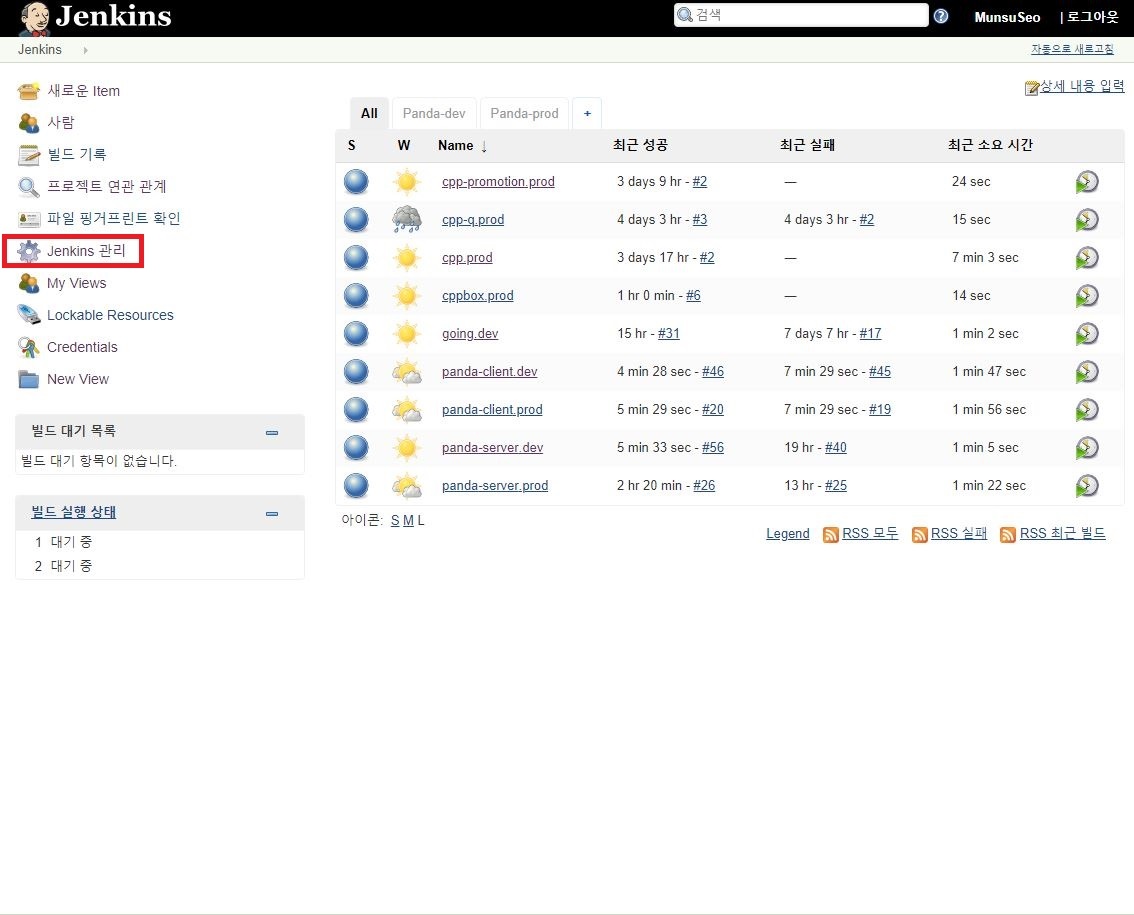 Jenkins
검색
MunsuSeo | 로그아웃
Jenkins
자동으로 새로고침
새로운 Item
사람
빌드 기록
프로젝트 연관 관계
파일 핑거프린트 확인
Jenkins 관리
My Views
Lockable Resources
Credentials
New View
빌드 대기 목록
빌드 대기 항목이 없습니다.
빌드 실행 상태
1 대기 중
2 대기 중
상세 내용 입력
All Panda-dev Panda-prod +
S W Name ↓ 최근 성공 최근 실패 최근 소요 시간
cpp-promotion.prod 3 days 9 hr - #2 — 24 sec
cpp-q.prod 4 days 3 hr - #3 4 days 3 hr - #2 15 sec
cpp.prod 3 days 17 hr - #2 — 7 min 3 sec
cppbox.prod 1 hr 0 min - #6 — 14 sec
going.dev 15 hr - #31 7 days 7 hr - #17 1 min 2 sec
panda-client.dev 4 min 28 sec - #46 7 min 29 sec - #45 1 min 47 sec
panda-client.prod 5 min 29 sec - #20 7 min 29 sec - #19 1 min 56 sec
panda-server.dev 5 min 33 sec - #56 19 hr - #40 1 min 5 sec
panda-server.prod 2 hr 20 min - #26 13 hr - #25 1 min 22 sec
아이콘: S M L
Legend RSS 모두 RSS 실패 RSS 최근 빌드